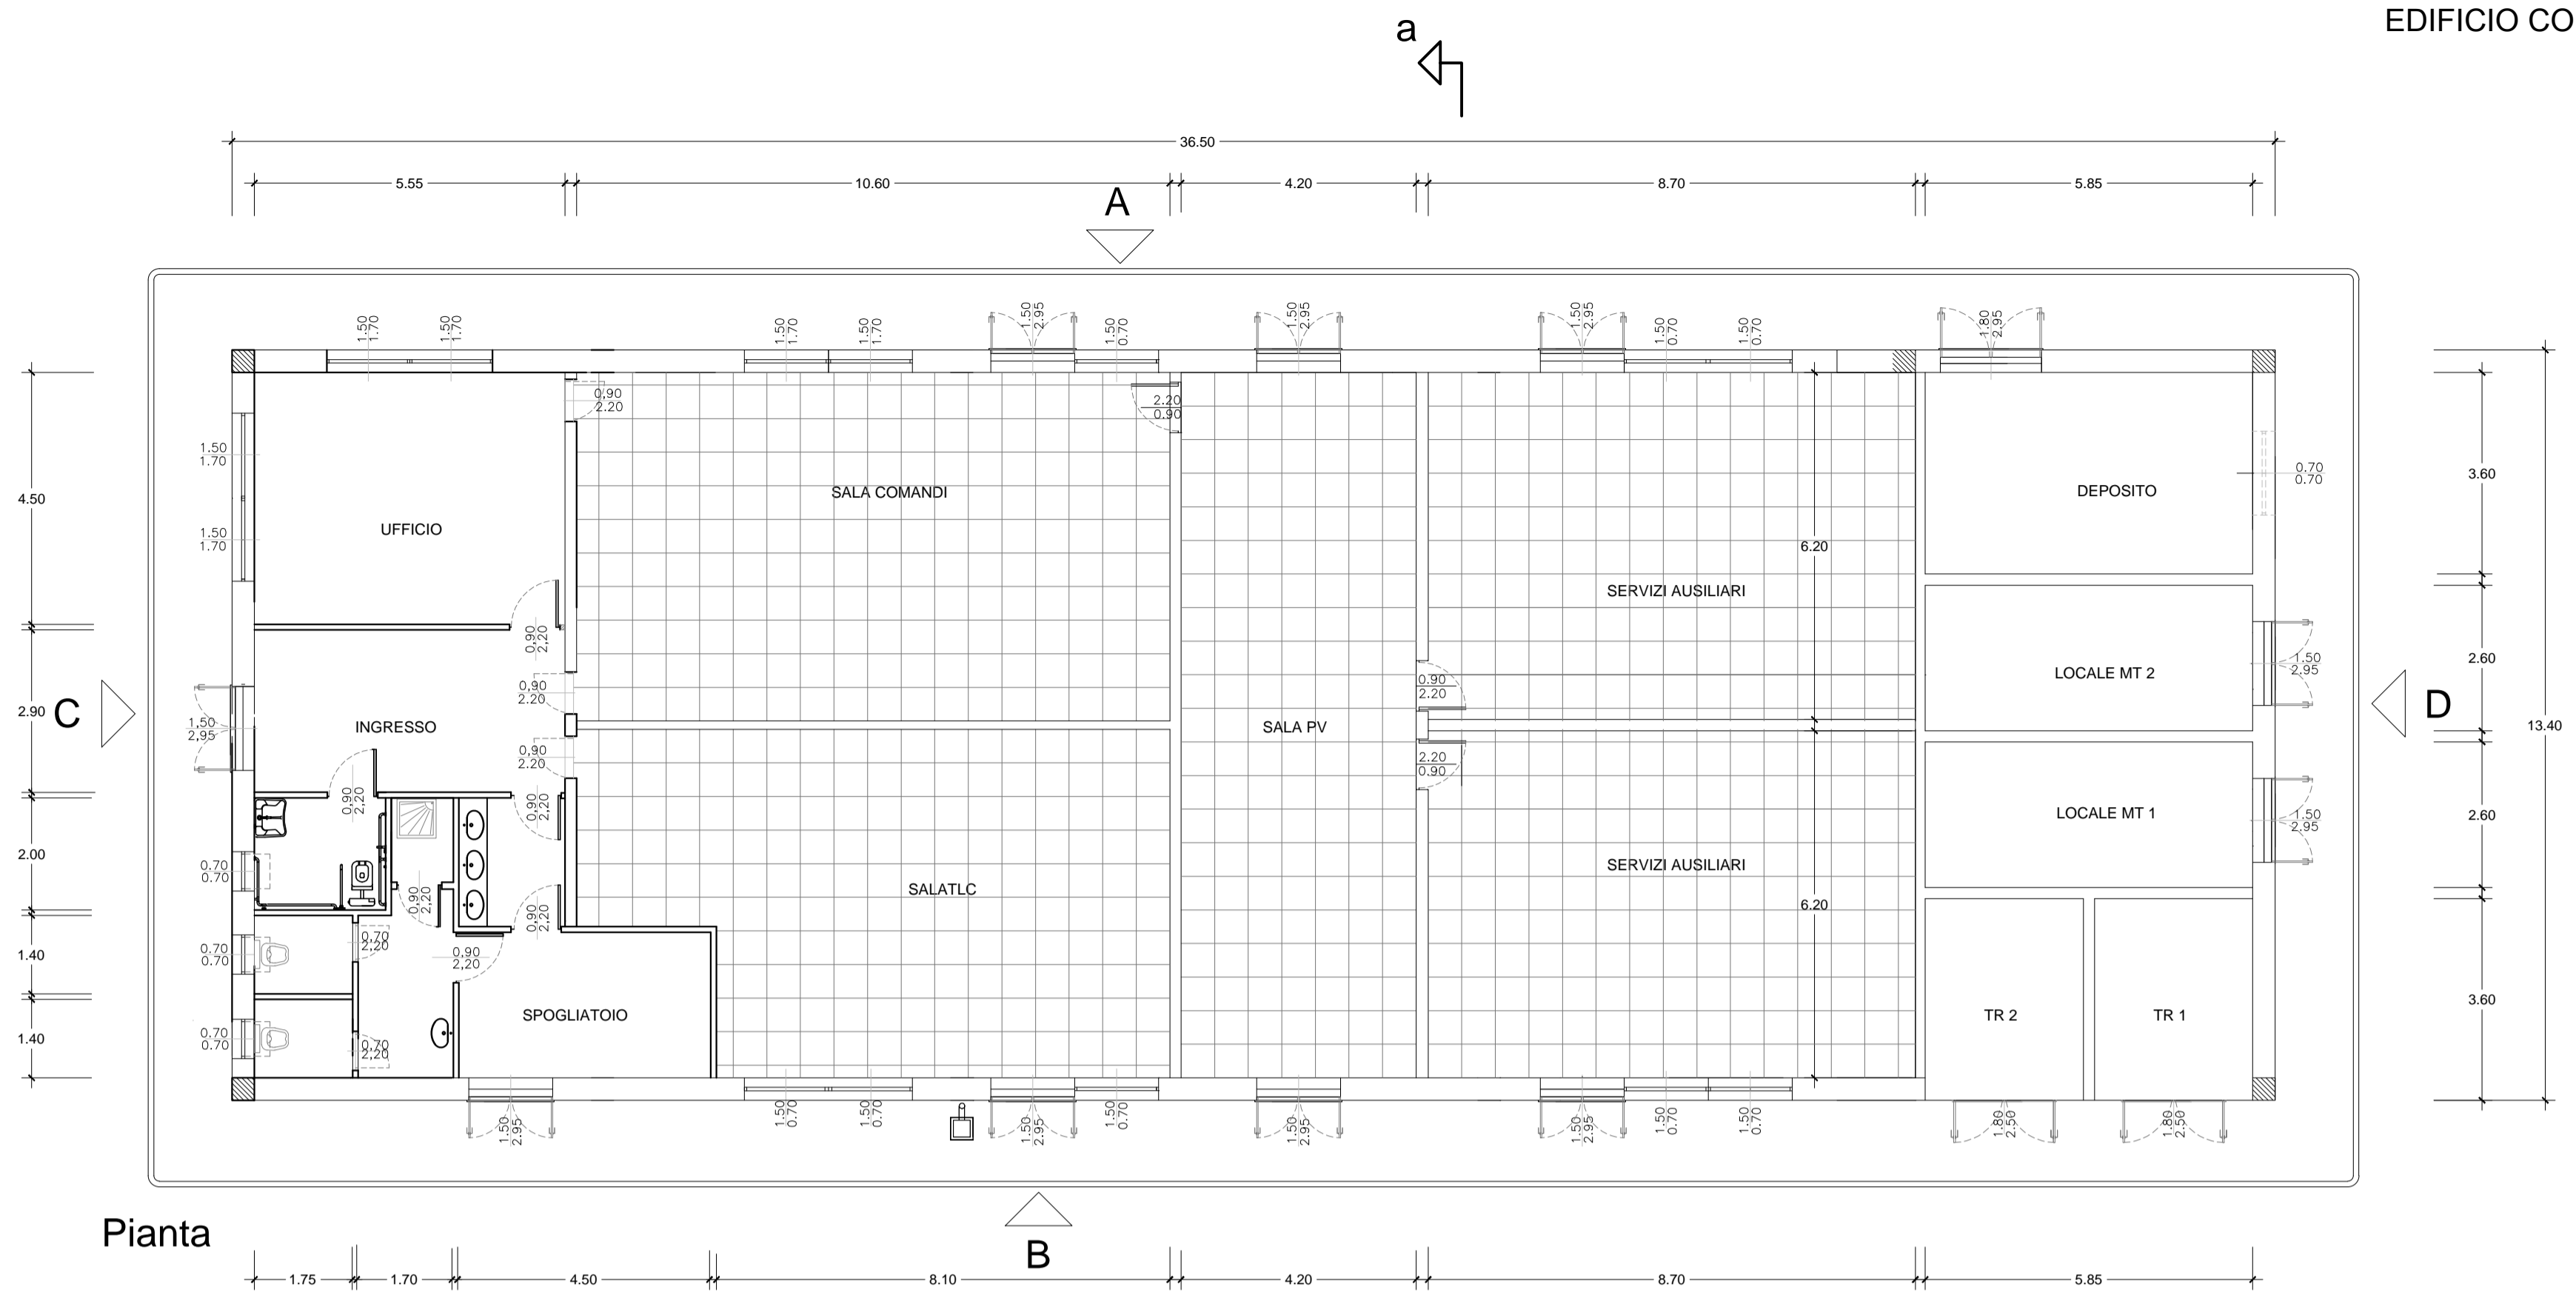 EDIFICIO CO
a
36.50
5.55 10.60 4.20 8.70 5.85
A
1.50 1.50 1.50 1.50 1.50 1.50 1.50 1.50 1.50 1.50 1.80
1.70 1.70 1.70 1.70 2.95 0.70 2.95 2.95 0.70 0.70 2.95
0,90
2.20
2.20
0.90
1.50
1.70
0.70
0.70
4.50
SALA COMANDI
DEPOSITO
3.60
UFFICIO
1.50
1.70
6.20
SERVIZI AUSILIARI
0,90
2,20
1.50
2.95
2.60
LOCALE MT 2
0,90
2.20
0.90
2.20
C
2.90
1,50
2,95
INGRESSO
SALA PV
D
13.40
0,90
2.20
2.20
0.90
0,90
2,20
0,90
2,20
LOCALE MT 1
1.50
2.95
2.60
2.00
0.70
0.70
SERVIZI AUSILIARI
SALATLC
0,90
2,20
0,90
2,20
6.20
0.70
2,20
1.40
0.70
0.70
0.90
2,20
3.60
SPOGLIATOIO
TR 2
TR 1
1.40
0.70
0.70
0.70
2,20
1.50 1.50 1.50 1.50 1.50 1.50 1.50 1.50 1.50 1.80 1.80
2.95 0.70 0.70 2.95 0.70 2.95 2.95 0.70 0.70 2.50 2.50
Pianta
B
1.75 1.70 4.50 8.10 4.20 8.70 5.85